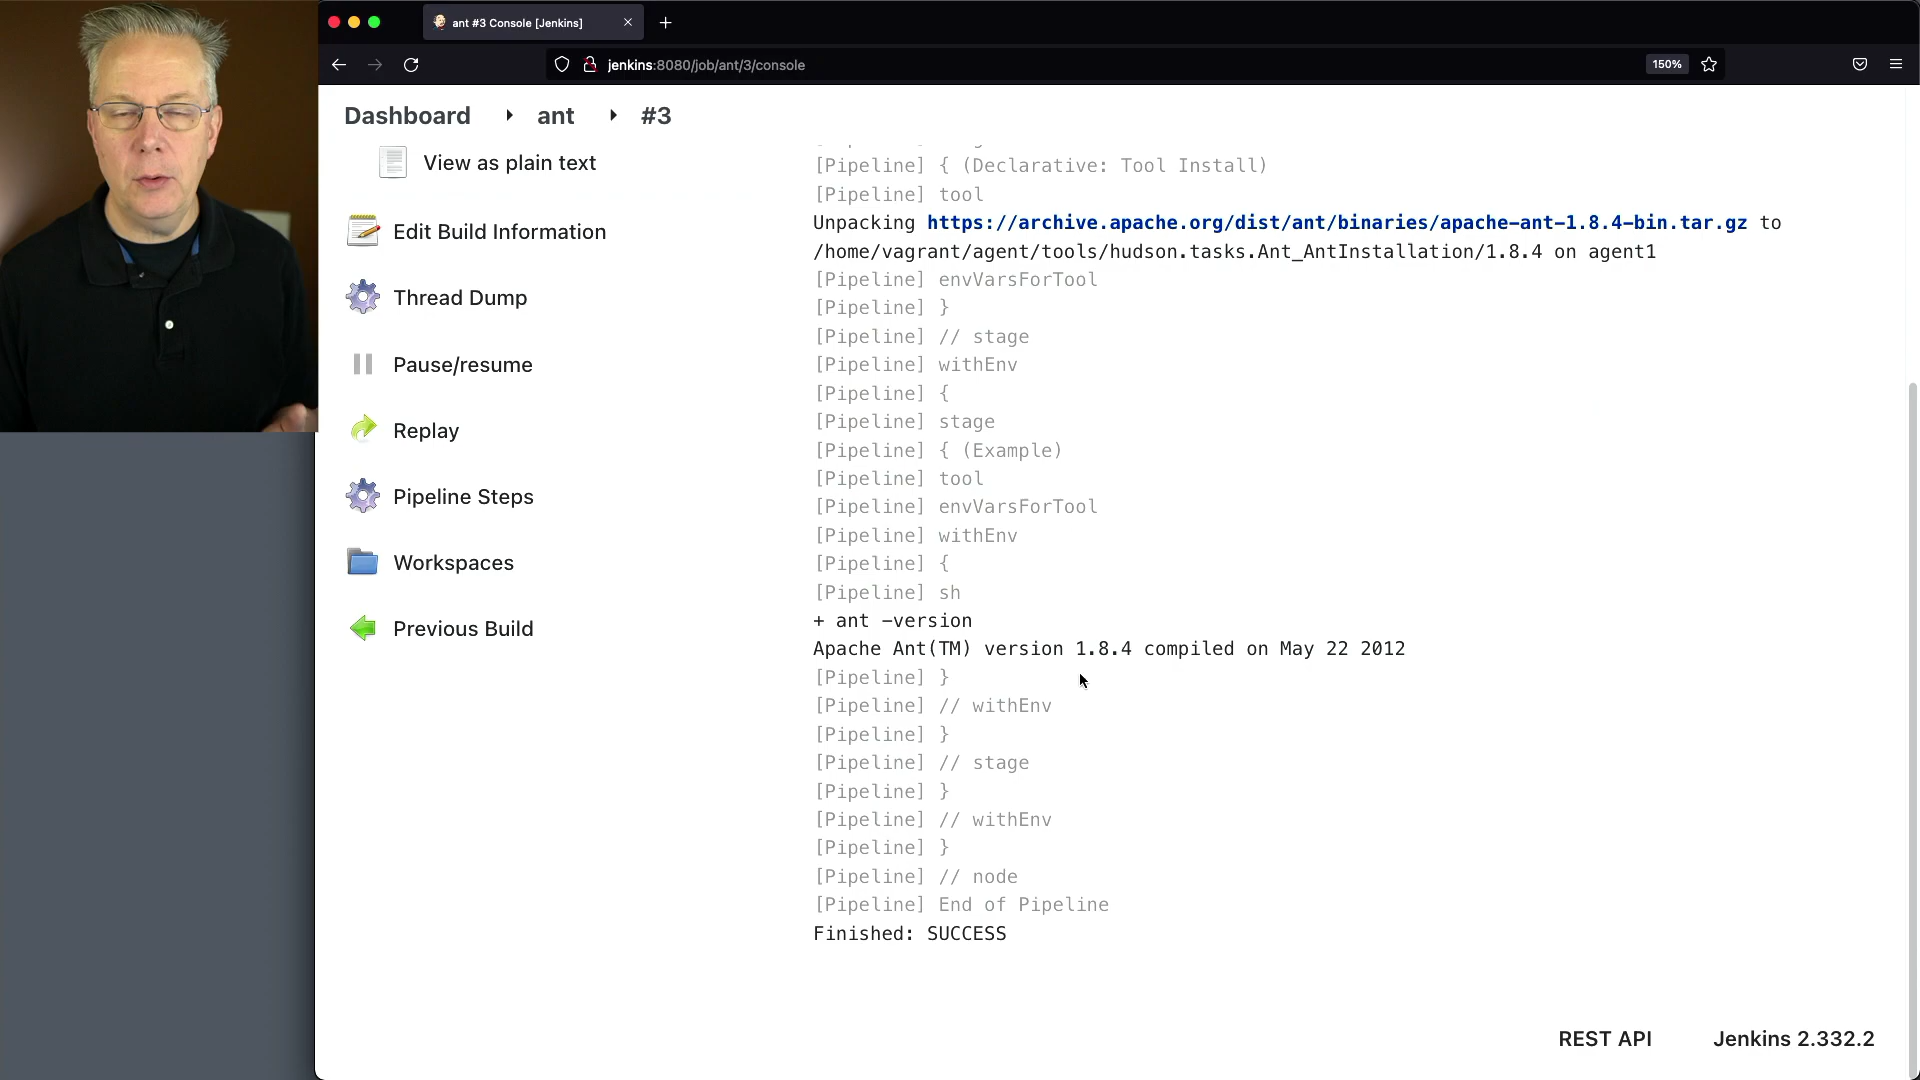 ant #3 Console [Jenkins]
jenkins:8080/job/ant/3/console
150%
Dashboard
ant
#3
View as plain text
Edit Build Information
Thread Dump
Pause/resume
Replay
Pipeline Steps
Workspaces
Previous Build
[Pipeline] { (Declarative: Tool Install)
[Pipeline] tool
Unpacking https://archive.apache.org/dist/ant/binaries/apache-ant-1.8.4-bin.tar.gz to
/home/vagrant/agent/tools/hudson.tasks.Ant_AntInstallation/1.8.4 on agent1
[Pipeline] envVarsForTool
[Pipeline] }
[Pipeline] // stage
[Pipeline] withEnv
[Pipeline] {
[Pipeline] stage
[Pipeline] { (Example)
[Pipeline] tool
[Pipeline] envVarsForTool
[Pipeline] withEnv
[Pipeline] {
[Pipeline] sh
+ ant -version
Apache Ant(TM) version 1.8.4 compiled on May 22 2012
[Pipeline] }
[Pipeline] // withEnv
[Pipeline] }
[Pipeline] // stage
[Pipeline] }
[Pipeline] // withEnv
[Pipeline] }
[Pipeline] // node
[Pipeline] End of Pipeline
Finished: SUCCESS
REST API
Jenkins 2.332.2